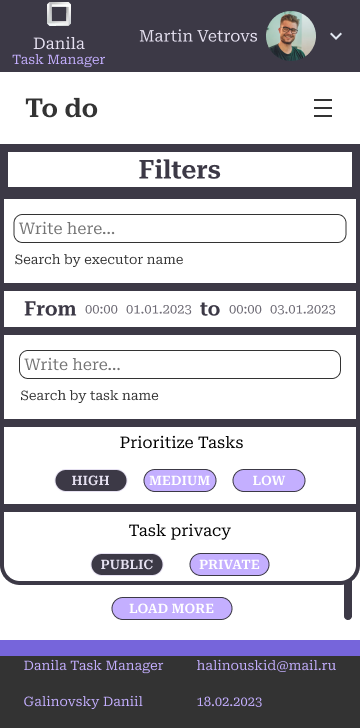 Danila
Task Manager
Martin Vetrovs
To do
Filters
Write here...
Search by executor name
From 00:00 01.01.2023 to 00:00 03.01.2023
Write here...
Search by task name
Prioritize Tasks
HIGH MEDIUM LOW
Task privacy
PUBLIC PRIVATE
LOAD MORE
Danila Task Manager halinouskid@mail.ru
Galinovsky Daniil 18.02.2023